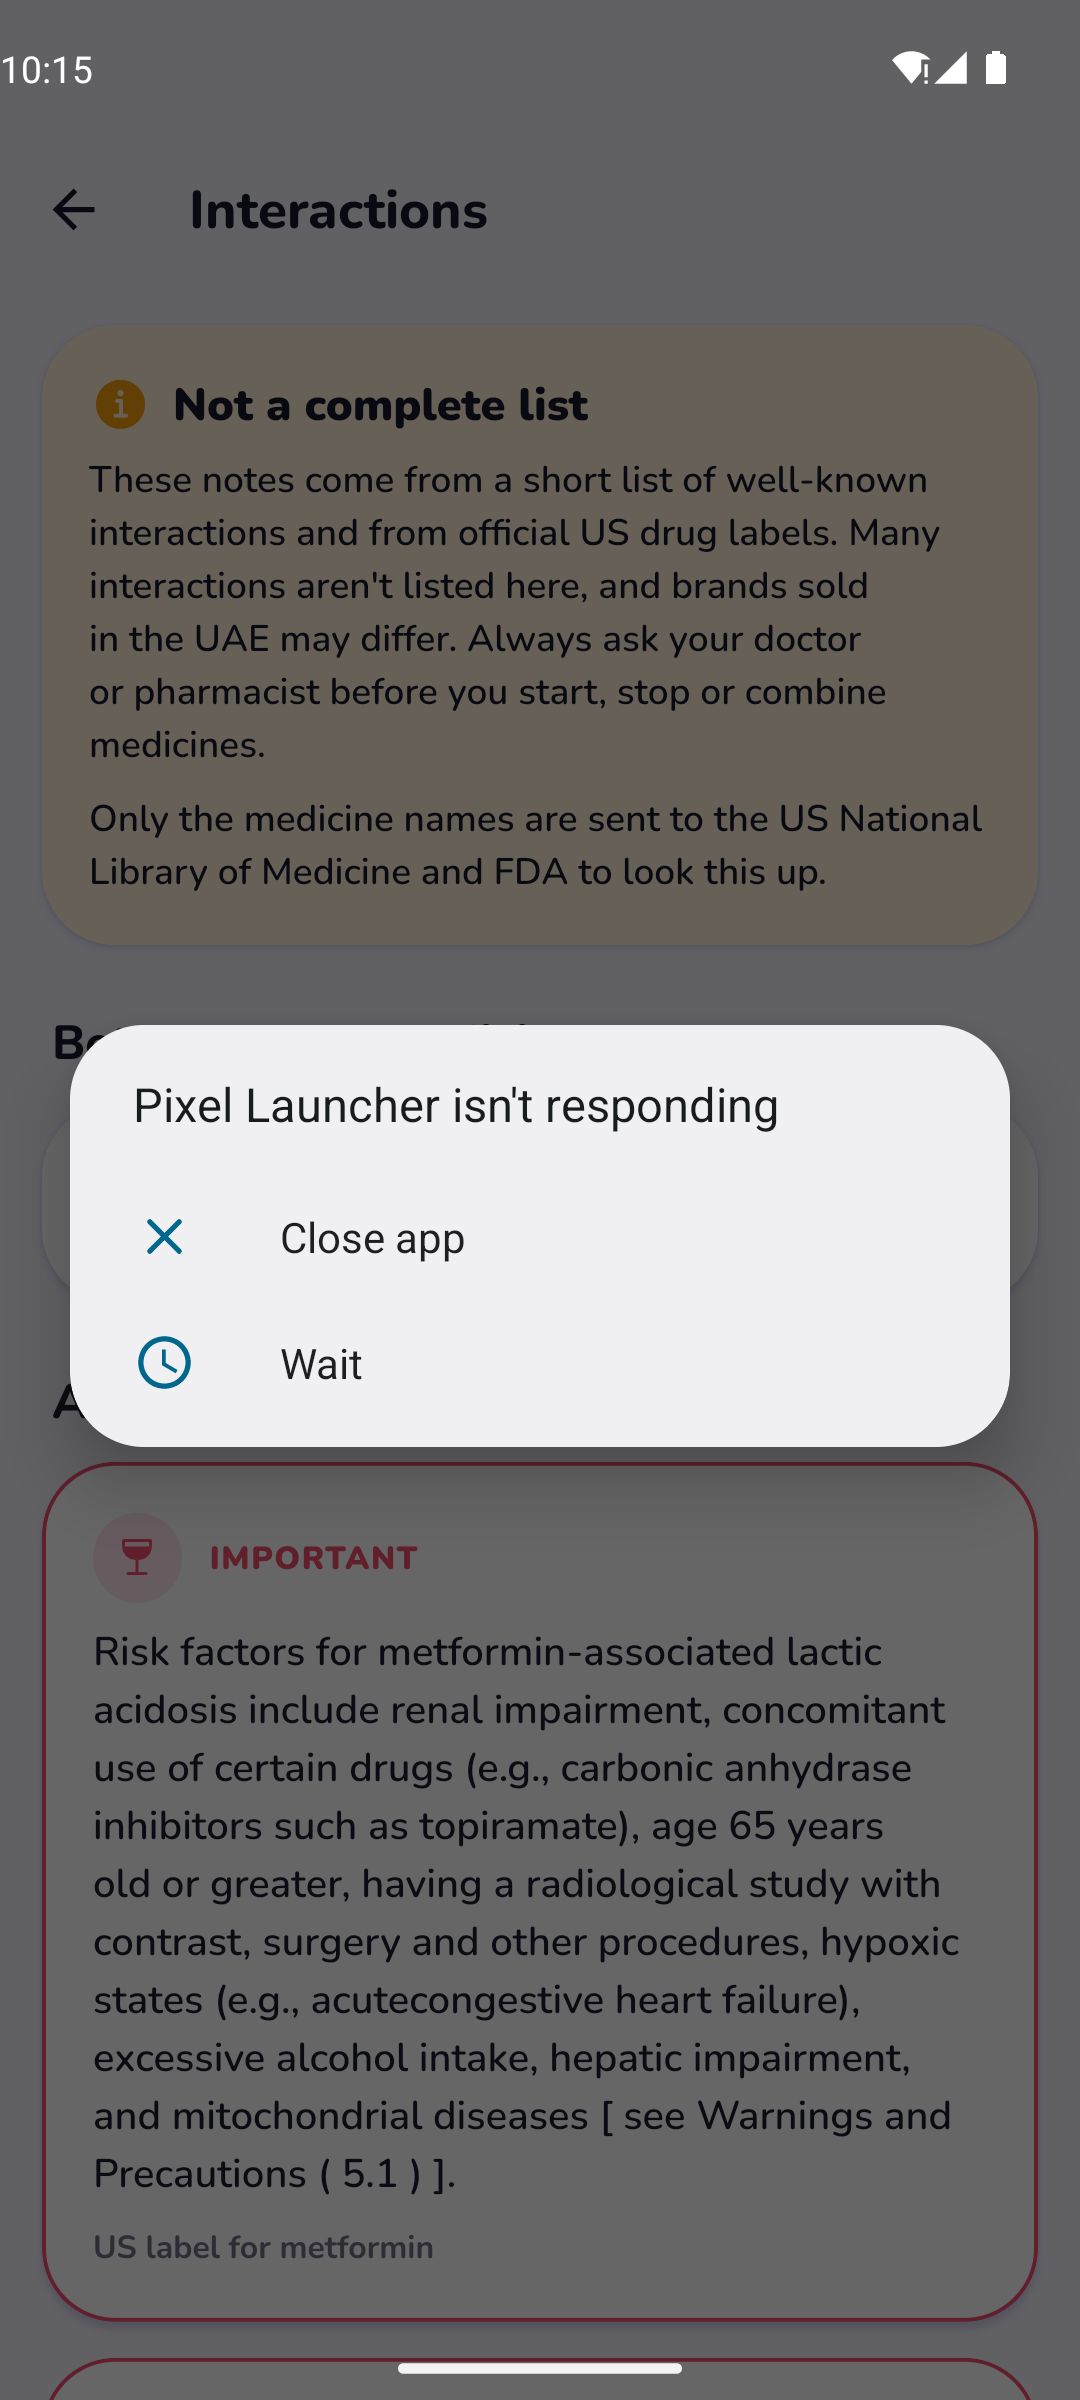 10:15
Interactions
Not a complete list
These notes come from a short list of well-known
interactions and from official US drug labels. Many
interactions aren't listed here, and brands sold
in the UAE may differ. Always ask your doctor
or pharmacist before you start, stop or combine
medicines.
Only the medicine names are sent to the US National
Library of Medicine and FDA to look this up.
Pixel Launcher isn't responding
Close app
Wait
IMPORTANT
Risk factors for metformin-associated lactic
acidosis include renal impairment, concomitant
use of certain drugs (e.g., carbonic anhydrase
inhibitors such as topiramate), age 65 years
old or greater, having a radiological study with
contrast, surgery and other procedures, hypoxic
states (e.g., acutecongestive heart failure),
excessive alcohol intake, hepatic impairment,
and mitochondrial diseases [ see Warnings and
Precautions ( 5.1 ) ].
US label for metformin